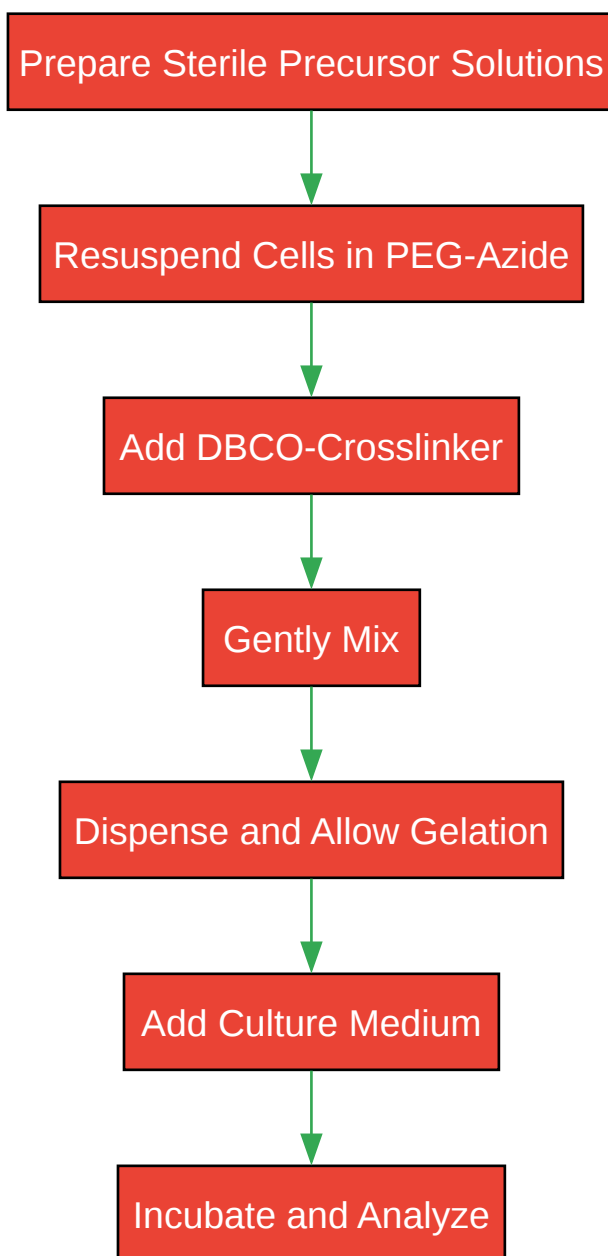 Prepare Sterile Precursor Solutions
Resuspend Cells in PEG-Azide
Add DBCO-Crosslinker
Gently Mix
Dispense and Allow Gelation
Add Culture Medium
Incubate and Analyze